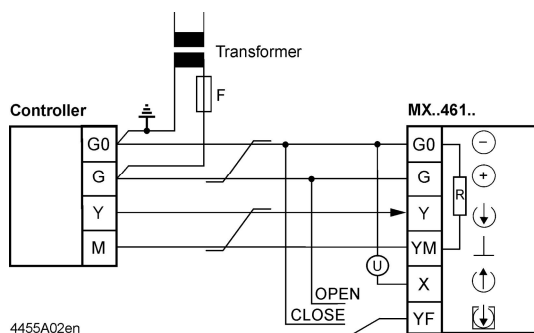 Transformer
F
Controller
MX..461..
G0
G0
G
G
R
Y
Y
M
YM
U
X
OPEN
CLOSE
YF
4455A02en